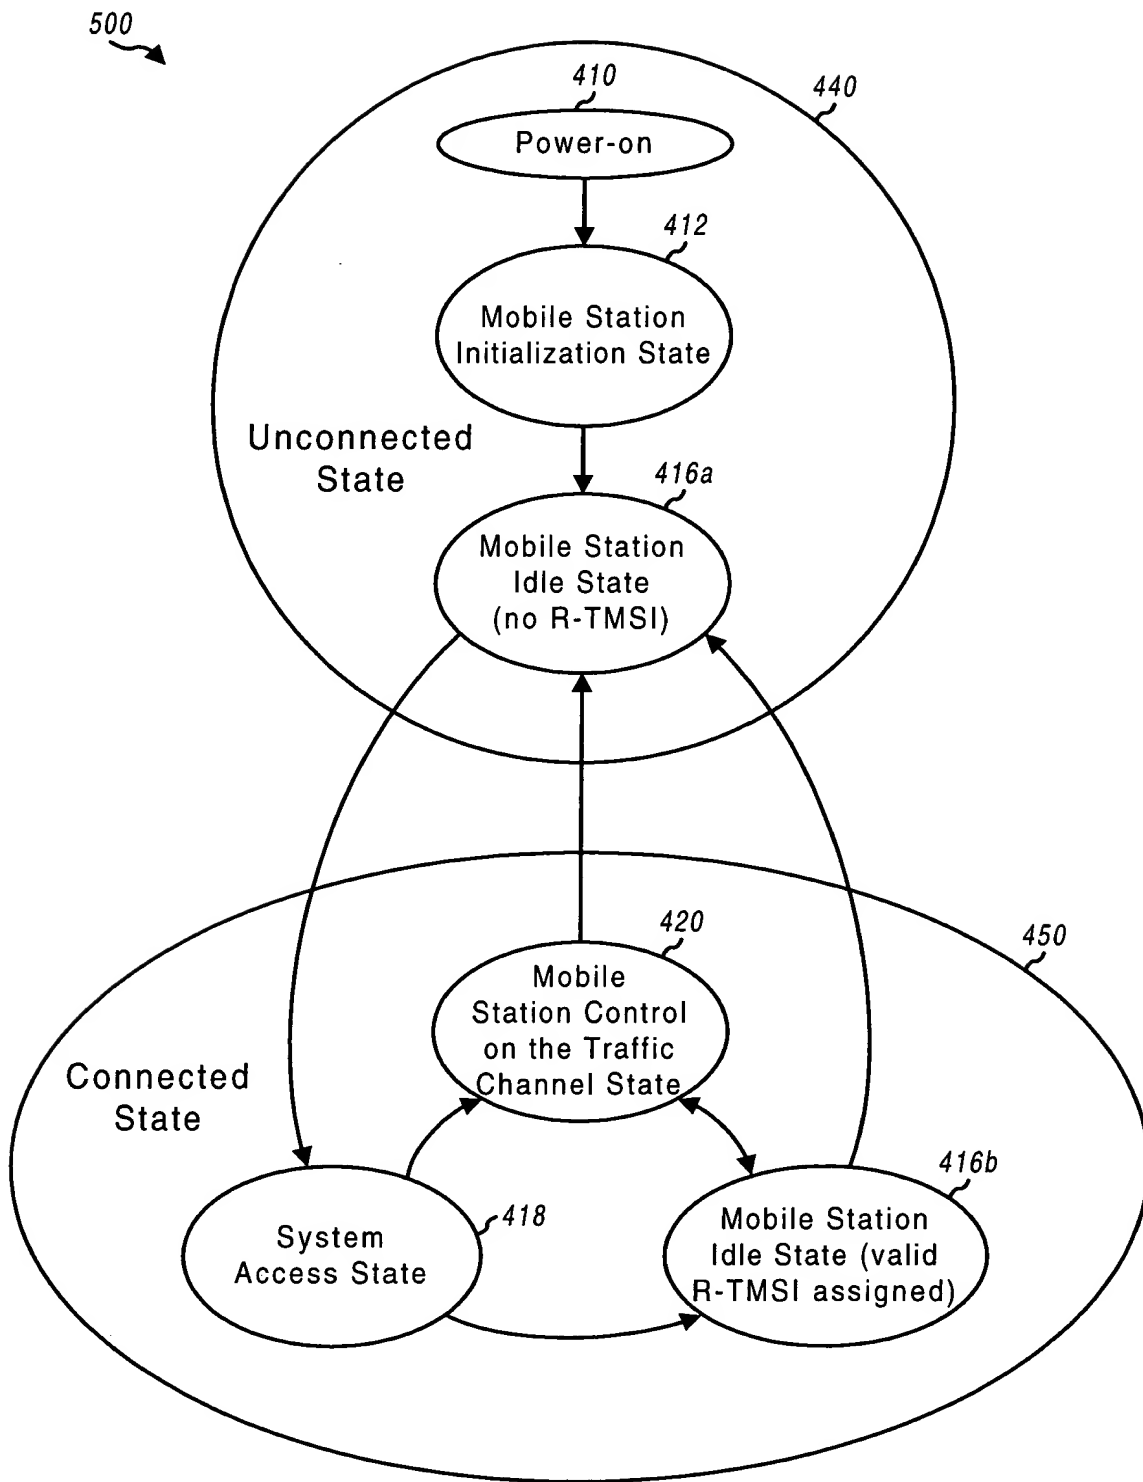 500
410
440
Power-on
412
Mobile Station
Initialization State
Unconnected
State
416a
Mobile Station
Idle State
(no R-TMSI)
420
450
Mobile
Station Control
on the Traffic
Channel State
Connected
State
416b
418
System
Access State
Mobile Station
Idle State (valid
R-TMSI assigned)